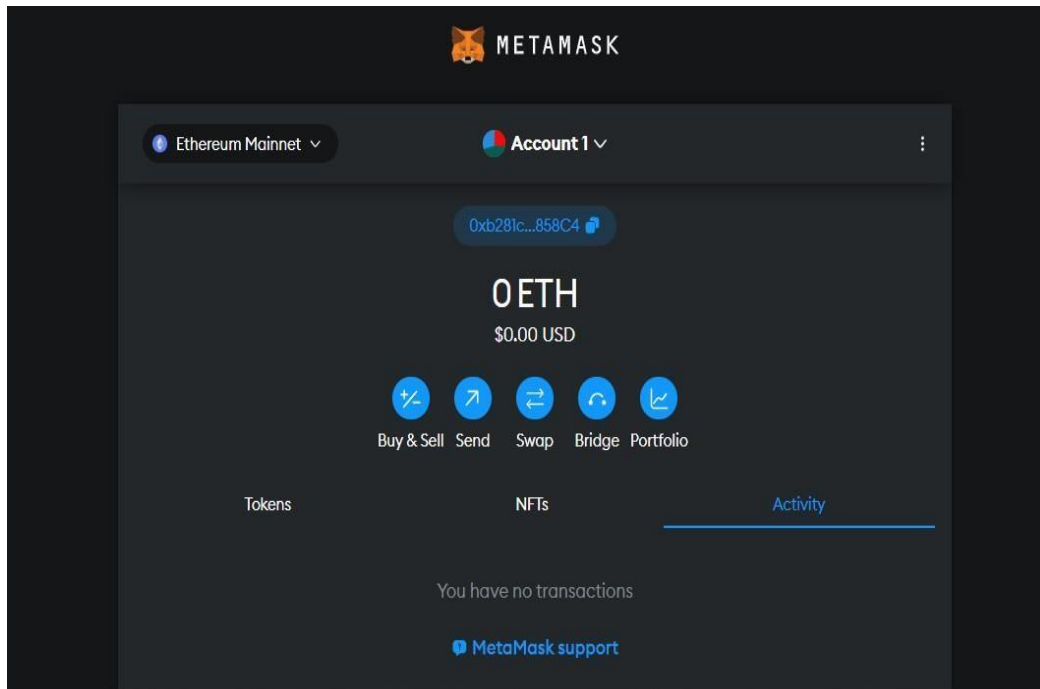 METAMASK
Ethereum Mainnet
Account 1
0xb281c...858C4
0 ETH
$0.00 USD
Buy & Sell Send Swap Bridge Portfolio
Tokens NFTs Activity
You have no transactions
MetaMask support